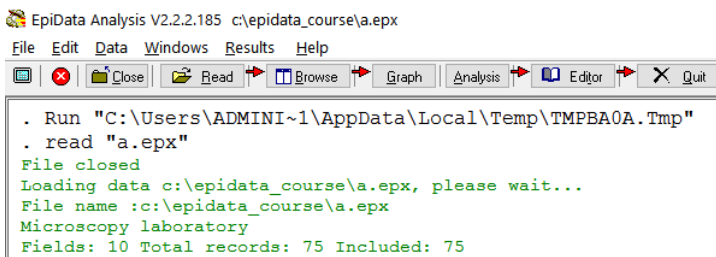 EpiData Analysis V2.2.2.185 c:\epidata_course\a.epx
File Edit Data Windows Results Help
Close Read Browse Graph Analysis Editor Quit
. Run "C:\Users\ADMINI~1\AppData\Local\Temp\TMPBA0A.Tmp"
. read "a.epx"
File closed
Loading data c:\epidata_course\a.epx, please wait...
File name :c:\epidata_course\a.epx
Microscopy laboratory
Fields: 10 Total records: 75 Included: 75